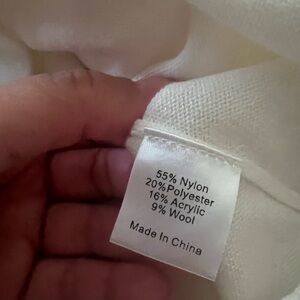 55% Nylon
20%Polyester
16% Acrylic
9% Wool
Made In China